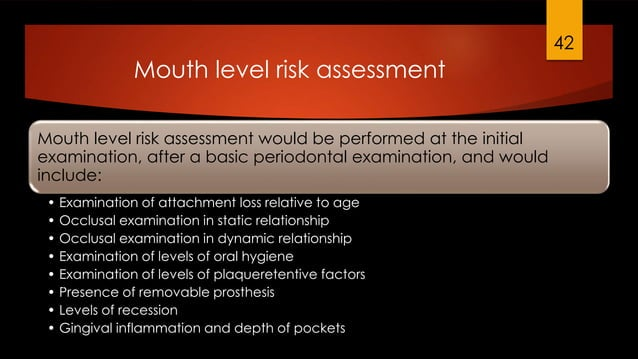 42
Mouth level risk assessment
Mouth level risk assessment would be performed at the initial
examination, after a basic periodontal examination, and would
include:
• Examination of attachment loss relative to age
• Occlusal examination in static relationship
• Occlusal examination in dynamic relationship
• Examination of levels of oral hygiene
• Examination of levels of plaqueretentive factors
• Presence of removable prosthesis
• Levels of recession
• Gingival inflammation and depth of pockets